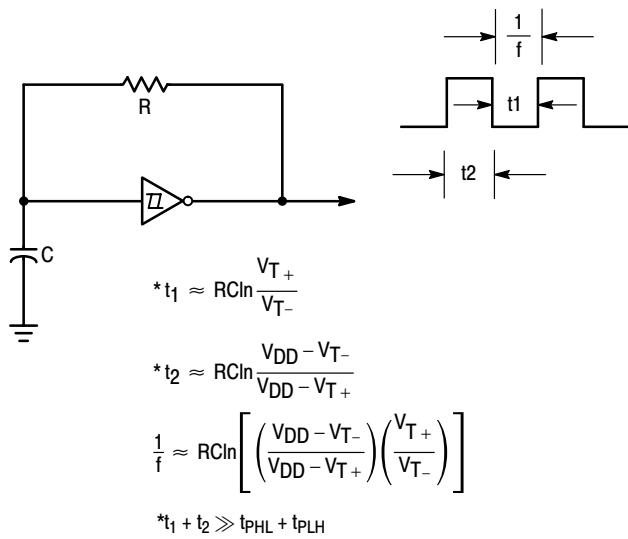 R
C
1
f
t1
t2
*t1 ≈ RCln VT+ / VT−
*t2 ≈ RCln VDD − VT− / VDD − VT+
1/f ≈ RCln[(VDD − VT− / VDD − VT+)(VT+ / VT−)]
*t1 + t2 ≫ tPHL + tPLH